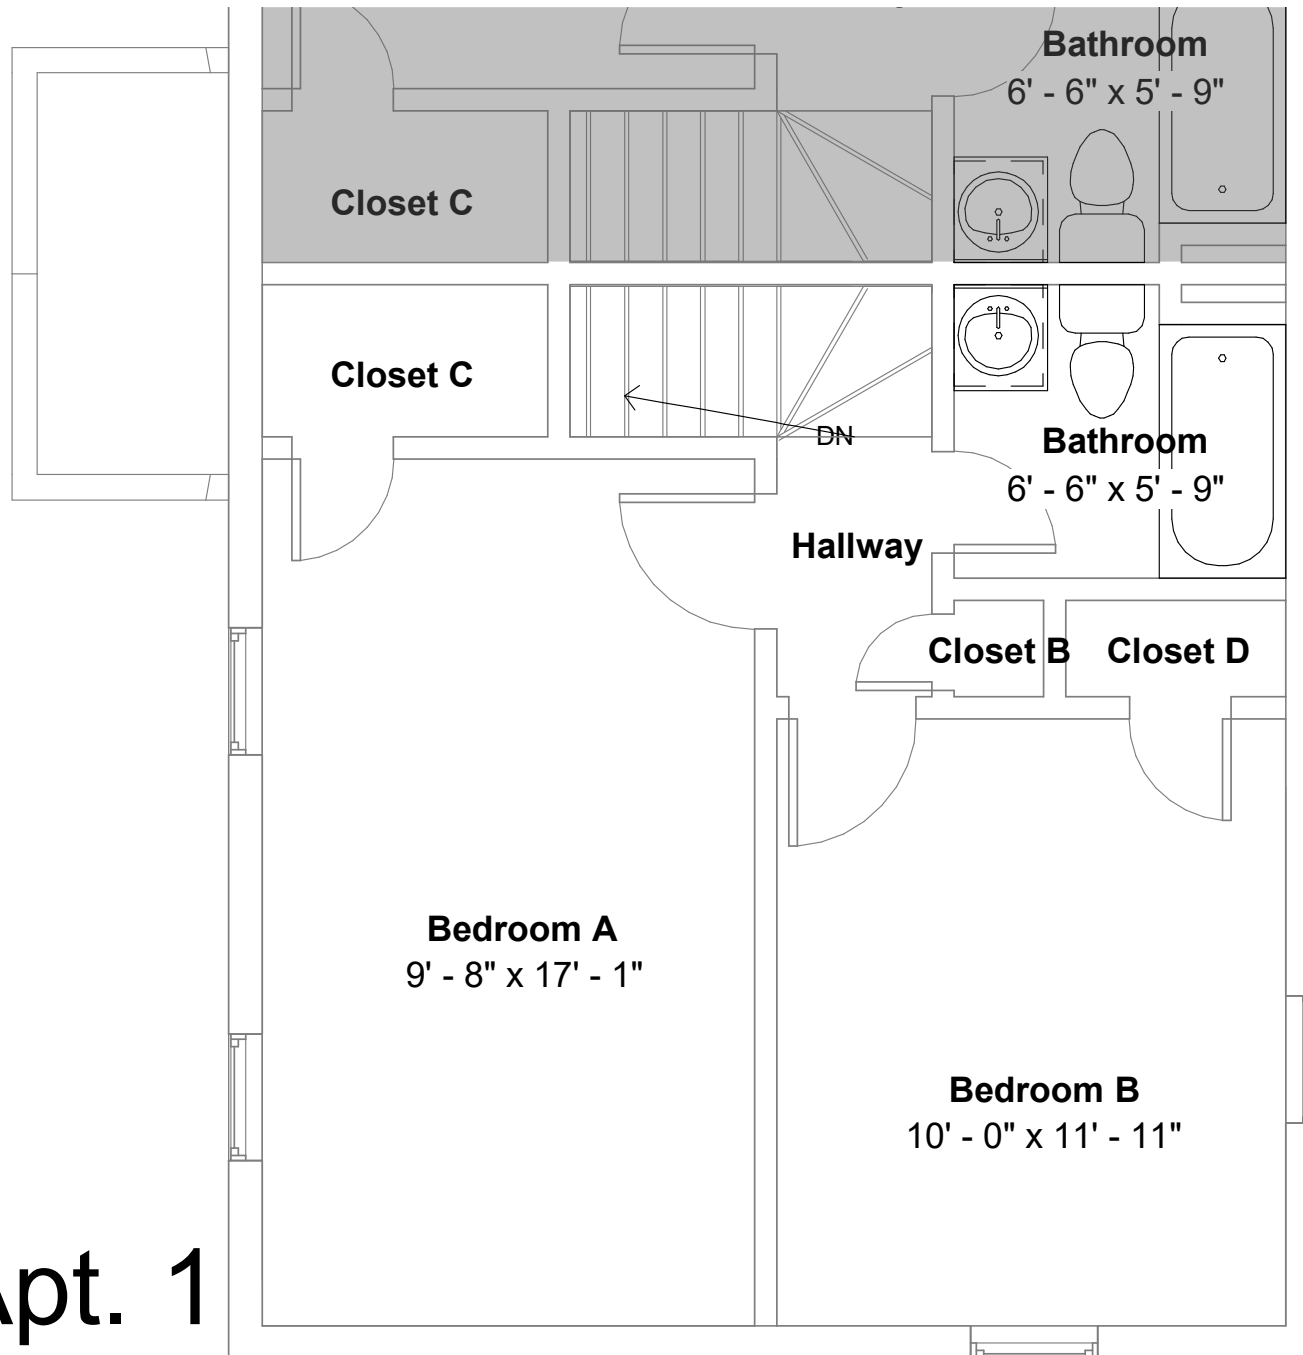 Bathroom
6' - 6" x 5' - 9"
Closet C
Closet C
DN
Bathroom
6' - 6" x 5' - 9"
Hallway
Closet B
Closet D
Bedroom A
9' - 8" x 17' - 1"
Bedroom B
10' - 0" x 11' - 11"
Apt. 1